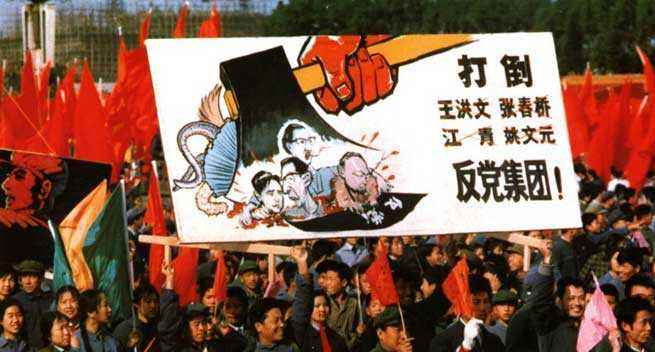 打倒
王洪文 张春桥
江青 姚文元
反党集团！